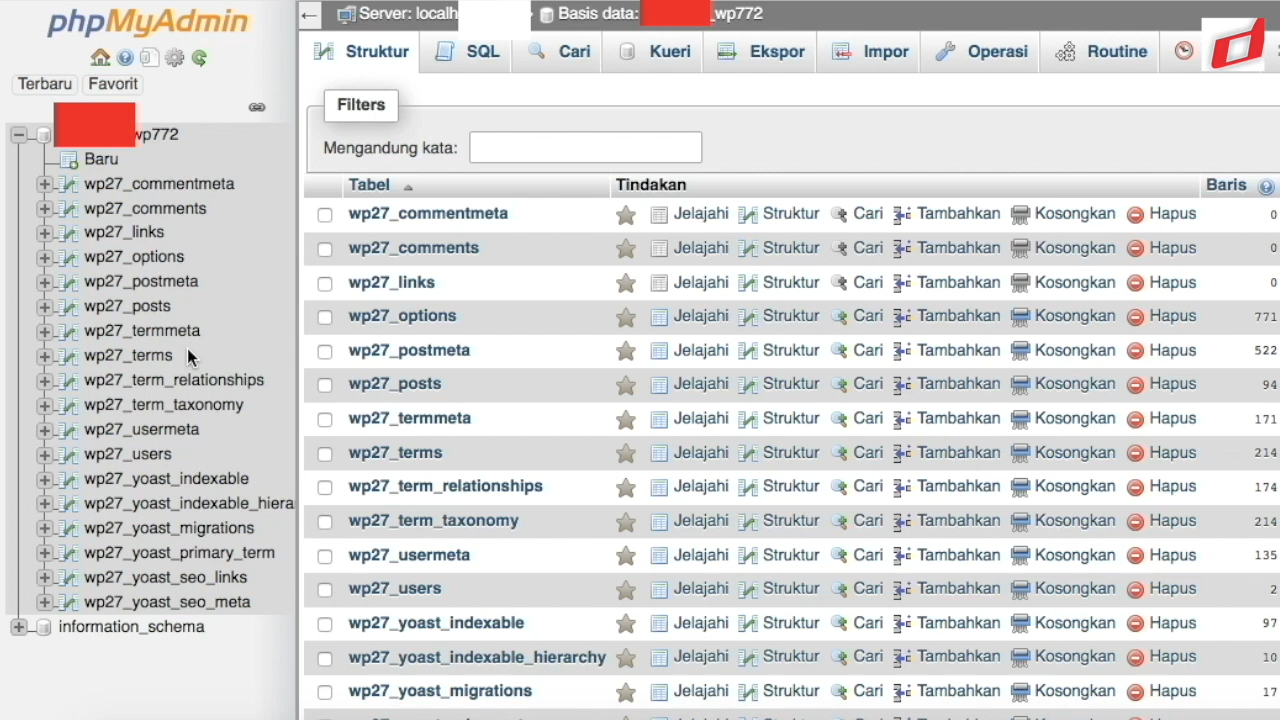 phpMyAdmin
Terbaru Favorit
wp772
Baru
wp27_commentmeta
wp27_comments
wp27_links
wp27_options
wp27_postmeta
wp27_posts
wp27_termmeta
wp27_terms
wp27_term_relationships
wp27_term_taxonomy
wp27_usermeta
wp27_users
wp27_yoast_indexable
wp27_yoast_indexable_hiera
wp27_yoast_migrations
wp27_yoast_primary_term
wp27_yoast_seo_links
wp27_yoast_seo_meta
information_schema
Server: localh Basis data: _wp772
Struktur SQL Cari Kueri Ekspor Impor Operasi Routine
Filters
Mengandung kata:
Tabel Tindakan Baris
wp27_commentmeta Jelajahi Struktur Cari Tambahkan Kosongkan Hapus 0
wp27_comments Jelajahi Struktur Cari Tambahkan Kosongkan Hapus 0
wp27_links Jelajahi Struktur Cari Tambahkan Kosongkan Hapus 0
wp27_options Jelajahi Struktur Cari Tambahkan Kosongkan Hapus 771
wp27_postmeta Jelajahi Struktur Cari Tambahkan Kosongkan Hapus 522
wp27_posts Jelajahi Struktur Cari Tambahkan Kosongkan Hapus 94
wp27_termmeta Jelajahi Struktur Cari Tambahkan Kosongkan Hapus 171
wp27_terms Jelajahi Struktur Cari Tambahkan Kosongkan Hapus 214
wp27_term_relationships Jelajahi Struktur Cari Tambahkan Kosongkan Hapus 174
wp27_term_taxonomy Jelajahi Struktur Cari Tambahkan Kosongkan Hapus 214
wp27_usermeta Jelajahi Struktur Cari Tambahkan Kosongkan Hapus 135
wp27_users Jelajahi Struktur Cari Tambahkan Kosongkan Hapus 2
wp27_yoast_indexable Jelajahi Struktur Cari Tambahkan Kosongkan Hapus 97
wp27_yoast_indexable_hierarchy Jelajahi Struktur Cari Tambahkan Kosongkan Hapus 10
wp27_yoast_migrations Jelajahi Struktur Cari Tambahkan Kosongkan Hapus 17